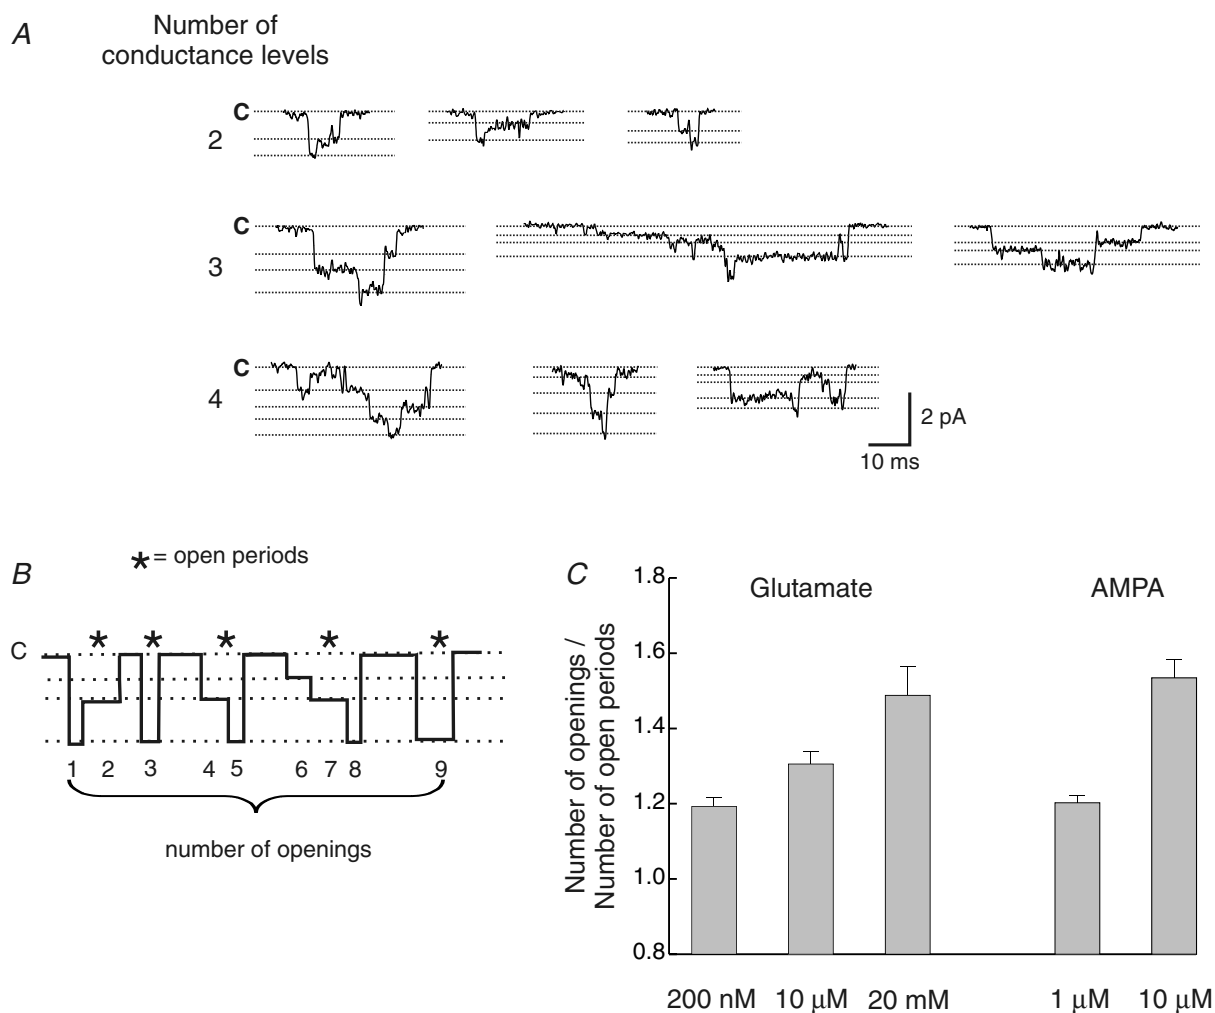 A
Number of
conductance levels
C
2
C
3
C
4
2 pA
10 ms
B
* = open periods
C
* * * * *
1 2 3 4 5 6 7 8 9
number of openings
C
Glutamate
AMPA
Number of openings /
Number of open periods
1.8
1.6
1.4
1.2
1.0
0.8
200 nM 10 μM 20 mM 1 μM 10 μM